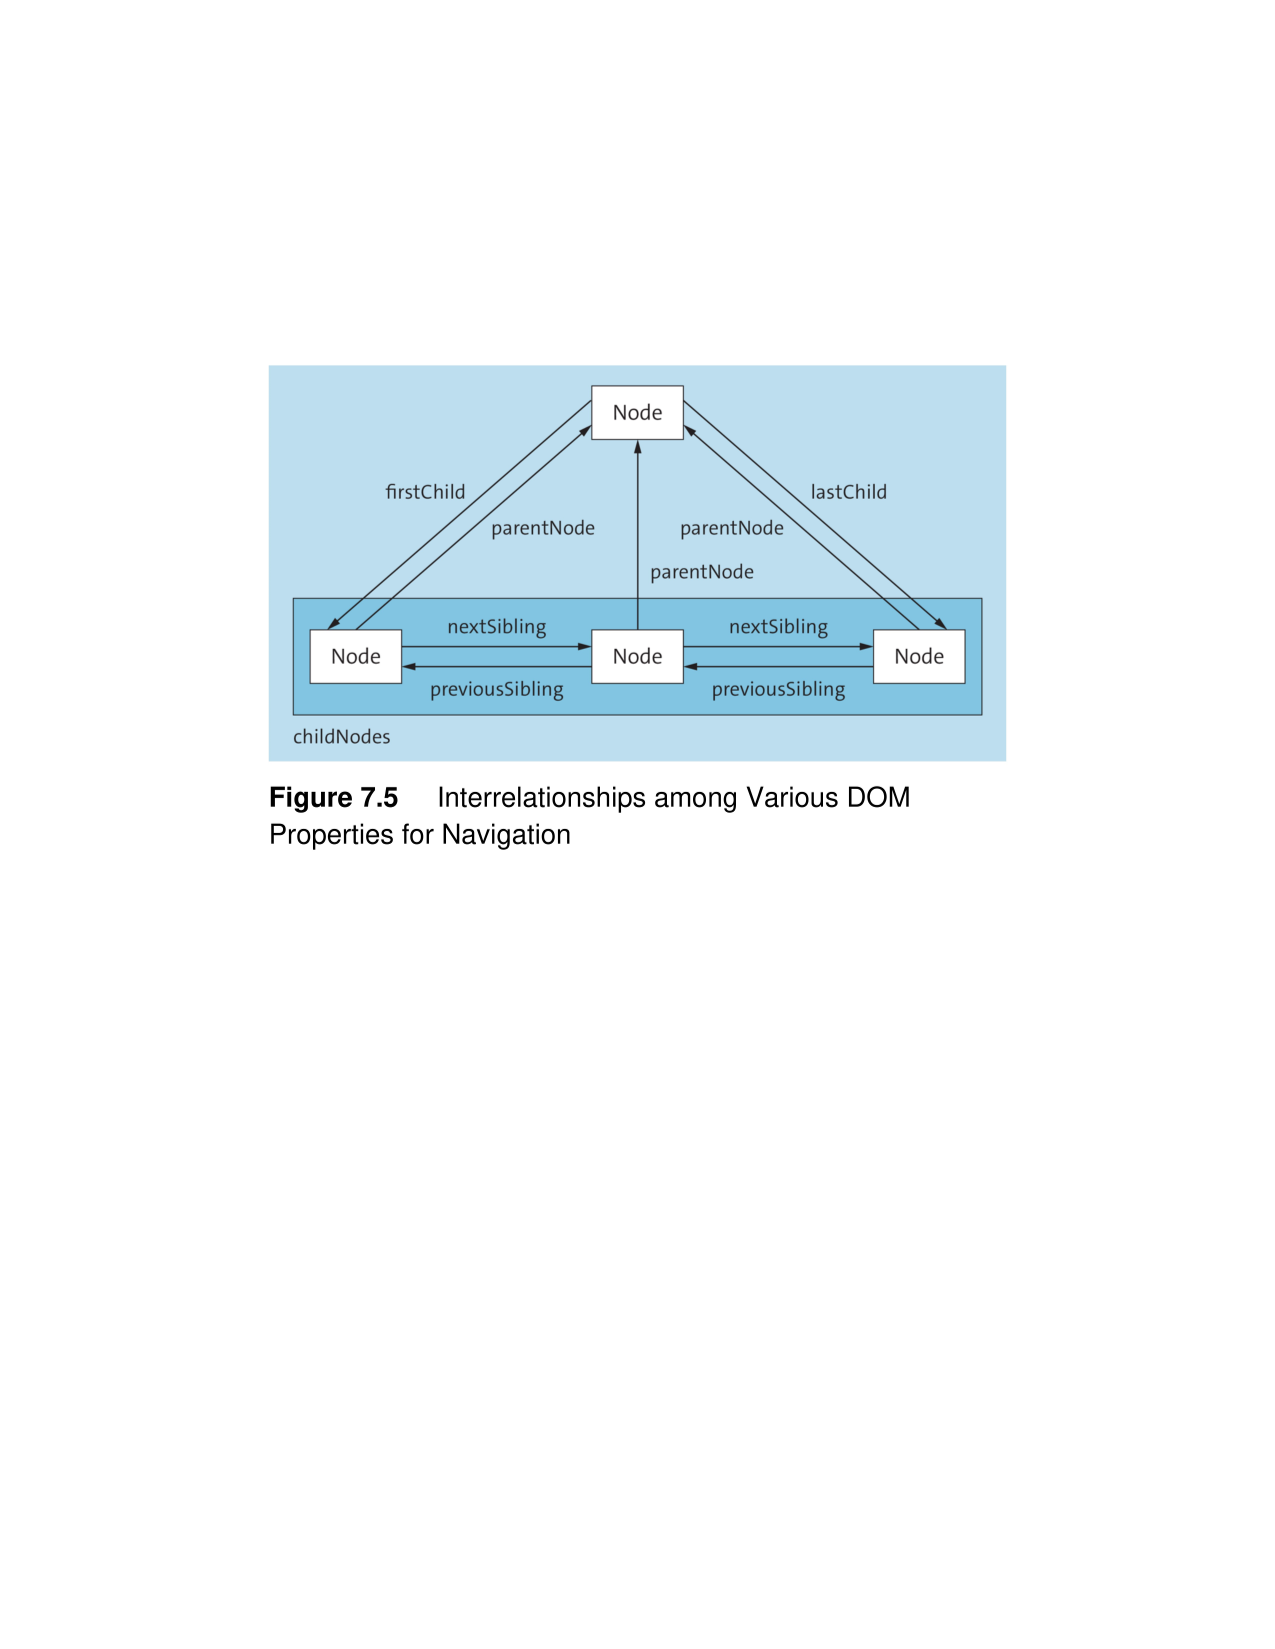 Node
firstChild
lastChild
parentNode
parentNode
parentNode
nextSibling
nextSibling
Node
Node
Node
previousSibling
previousSibling
childNodes
Figure 7.5 Interrelationships among Various DOM
Properties for Navigation